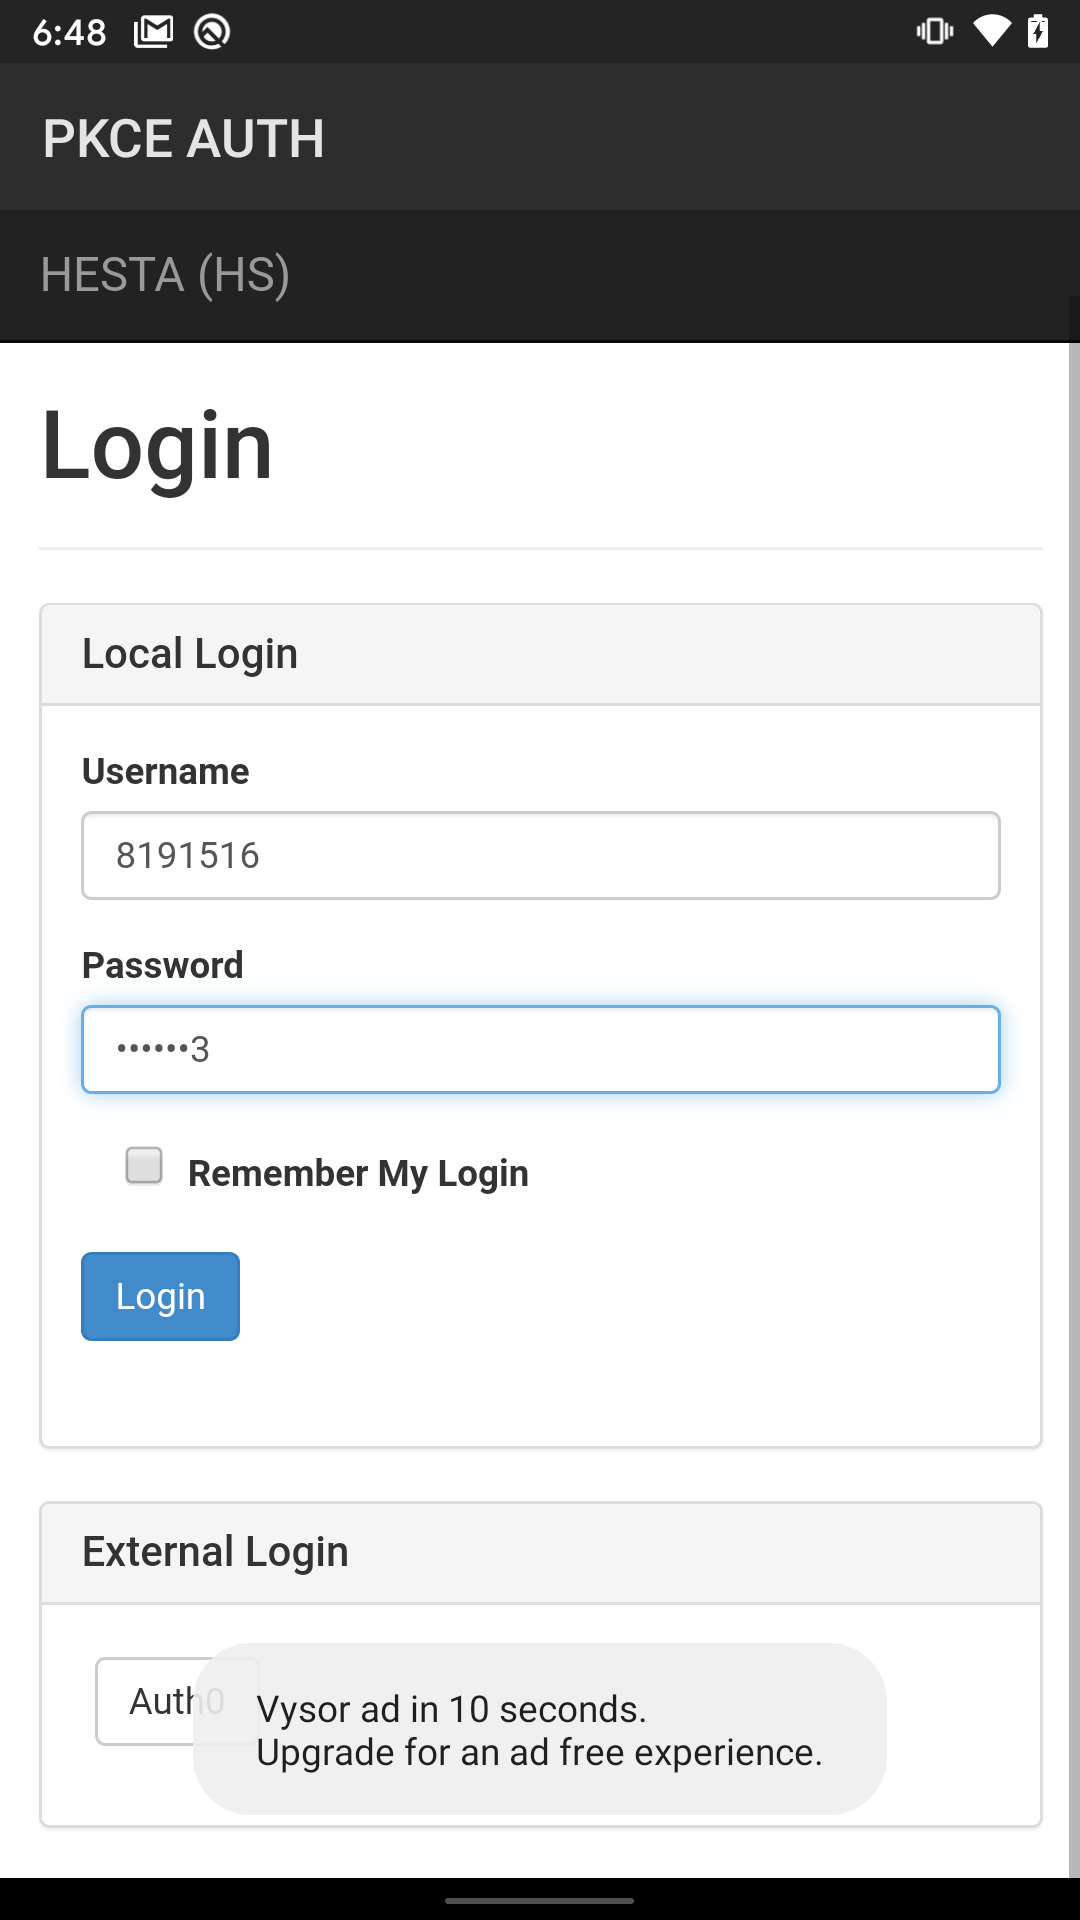 6:48
PKCE AUTH
HESTA (HS)
Login
Local Login
Username
8191516
Password
••••••3
Remember My Login
Login
External Login
Auth0
Vysor ad in 10 seconds.
Upgrade for an ad free experience.